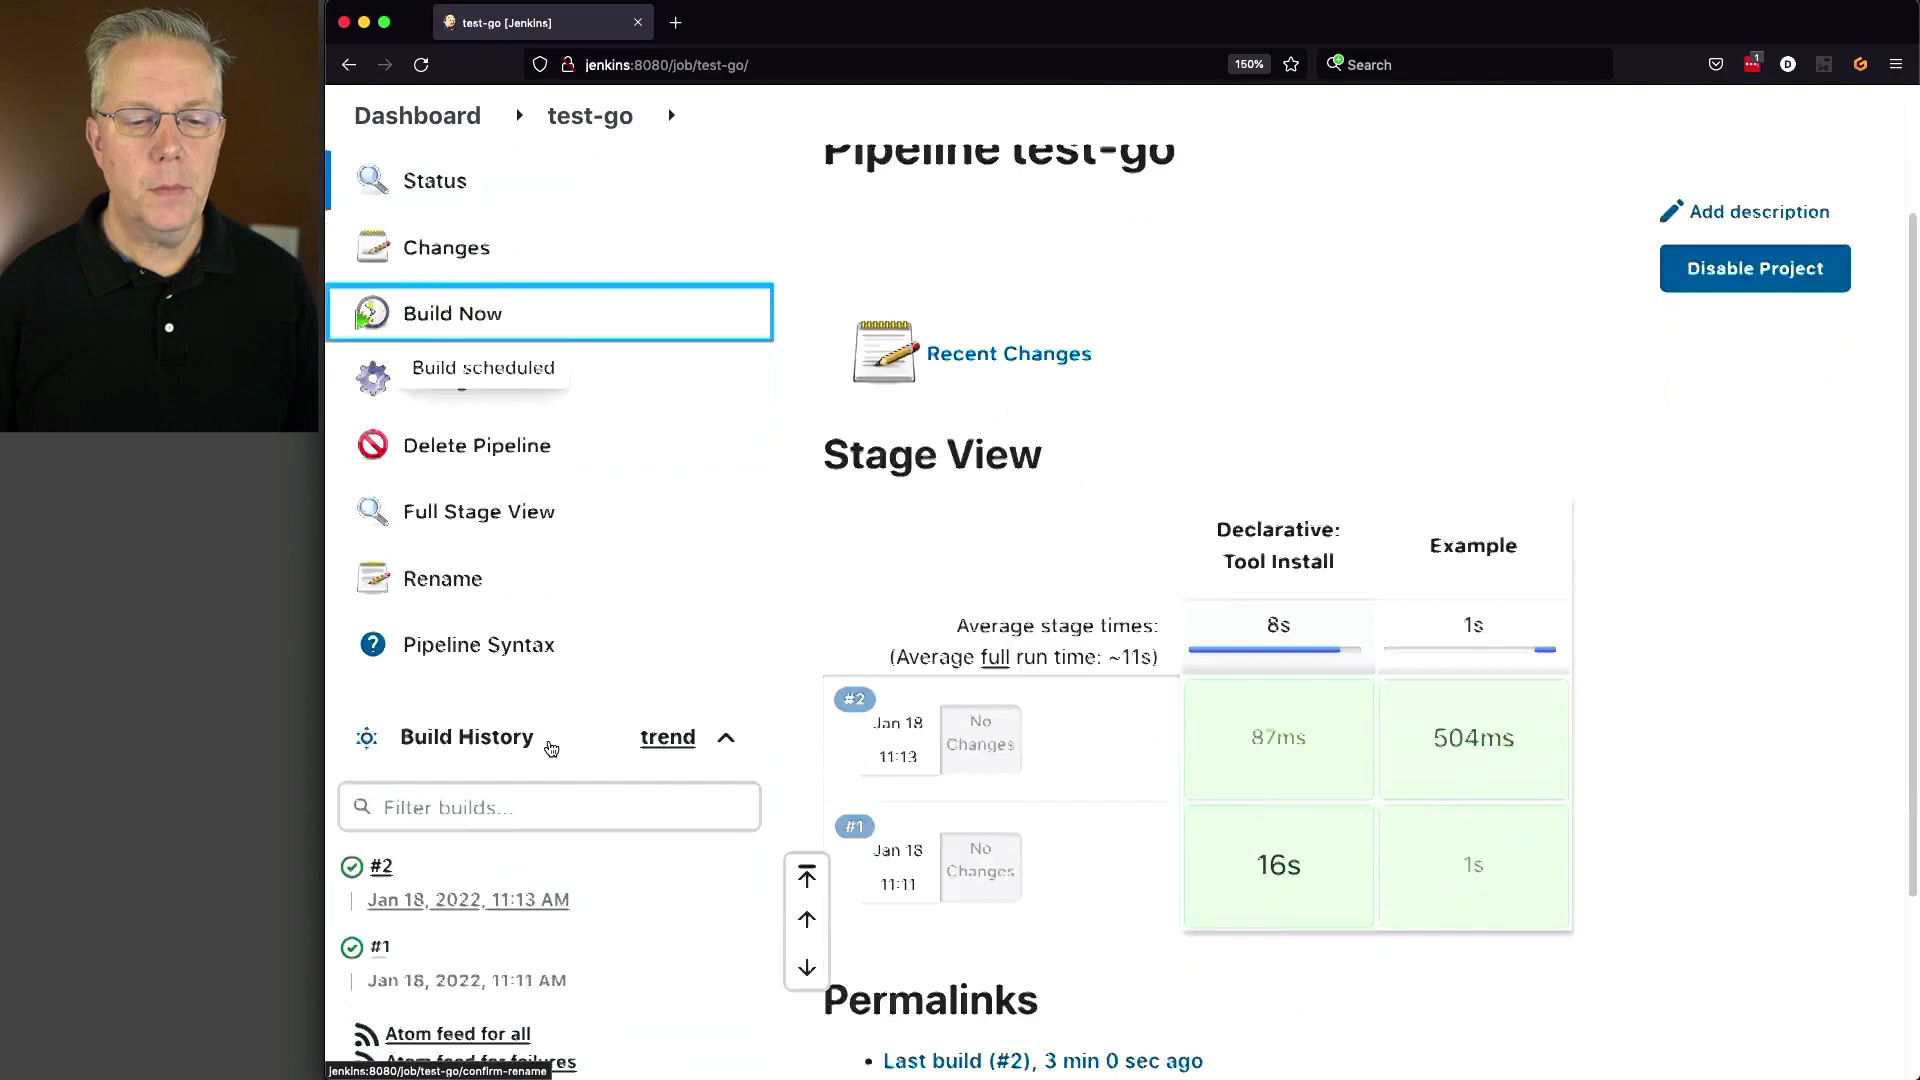 test-go [Jenkins]
jenkins:8080/job/test-go/
150%
Search
1
Dashboard
test-go
Status
Changes
Build Now
Build scheduled
Delete Pipeline
Full Stage View
Rename
Pipeline Syntax
Build History
trend
Filter builds...
#2
Jan 18, 2022, 11:13 AM
#1
Jan 18, 2022, 11:11 AM
Atom feed for all
Atom feed for failures
jenkins:8080/job/test-go/confirm-rename
Pipeline test-go
Add description
Disable Project
Recent Changes
Stage View
Declarative:
Tool Install
Example
Average stage times:
(Average full run time: ~11s)
8s
1s
#2
Jan 18
11:13
No
Changes
87ms
504ms
#1
Jan 18
11:11
No
Changes
16s
1s
Permalinks
Last build (#2), 3 min 0 sec ago